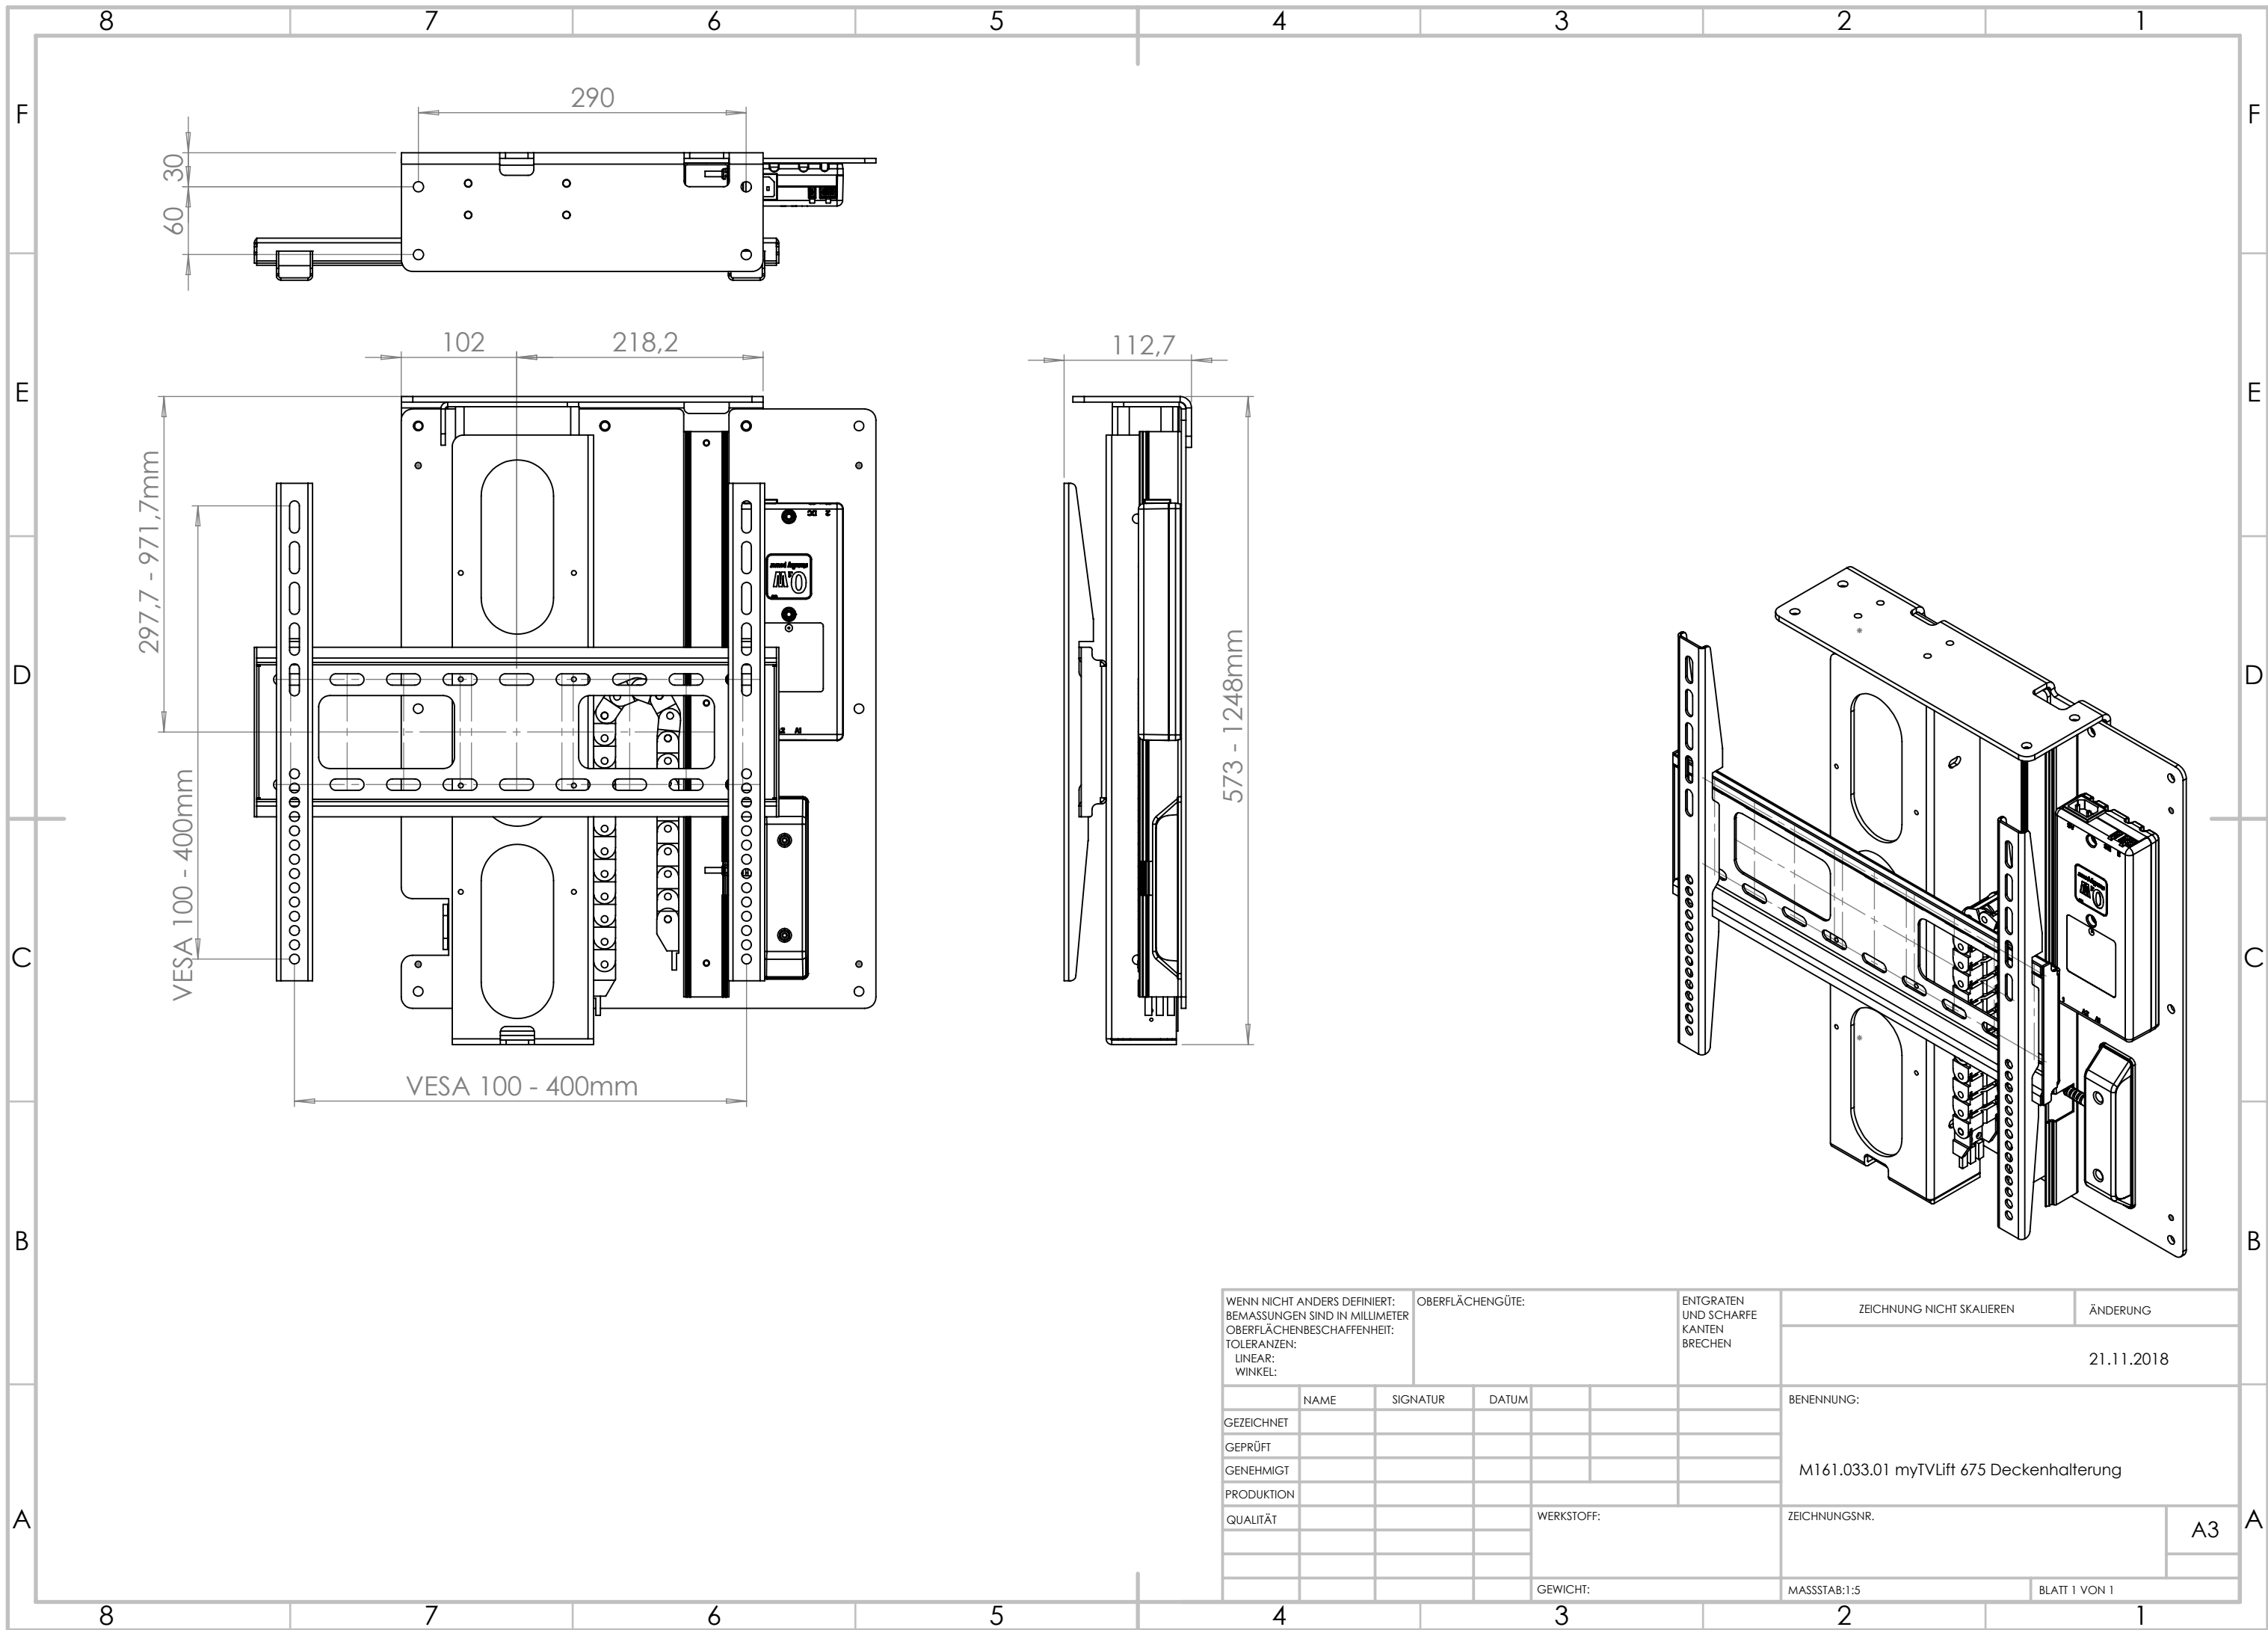 8 7 6 5 4 3 2 1
F F
290
30
60
102 218,2 112,7
E E
297,7 - 971,7mm
573 - 1248mm
D D
VESA 100 - 400mm
C C
VESA 100 - 400mm
B B
WENN NICHT ANDERS DEFINIERT:
BEMASSUNGEN SIND IN MILLIMETER
OBERFLÄCHENBESCHAFFENHEIT:
TOLERANZEN:
LINEAR:
WINKEL:
OBERFLÄCHENGÜTE:
ENTGRATEN
UND SCHARFE
KANTEN
BRECHEN
ZEICHNUNG NICHT SKALIEREN
ÄNDERUNG
21.11.2018
NAME SIGNATUR DATUM
GEZEICHNET
GEPRÜFT
GENEHMIGT
PRODUKTION
QUALITÄT
BENENNUNG:
M161.033.01 myTVLift 675 Deckenhalterung
WERKSTOFF:
ZEICHNUNGSNR.
A3
GEWICHT:
MASSSTAB:1:5
BLATT 1 VON 1
A A
8 7 6 5 4 3 2 1